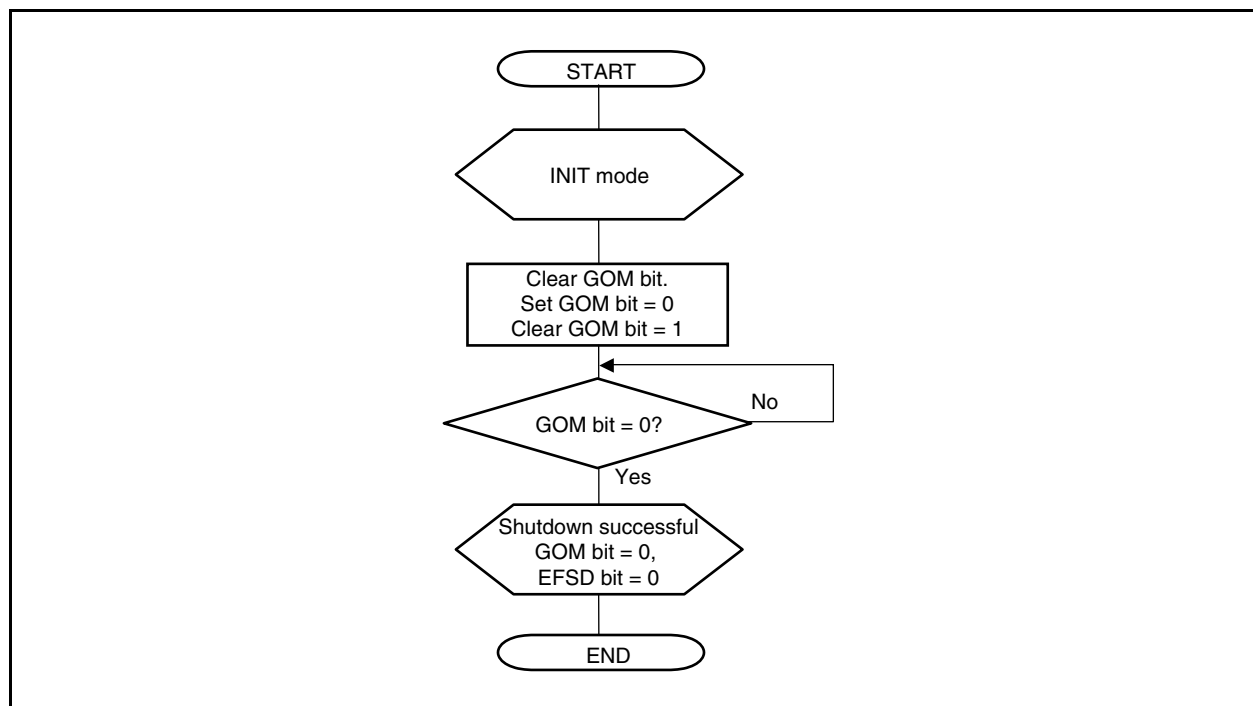 START
INIT mode
Clear GOM bit.
Set GOM bit = 0
Clear GOM bit = 1
No
GOM bit = 0?
Yes
Shutdown successful
GOM bit = 0,
EFSD bit = 0
END